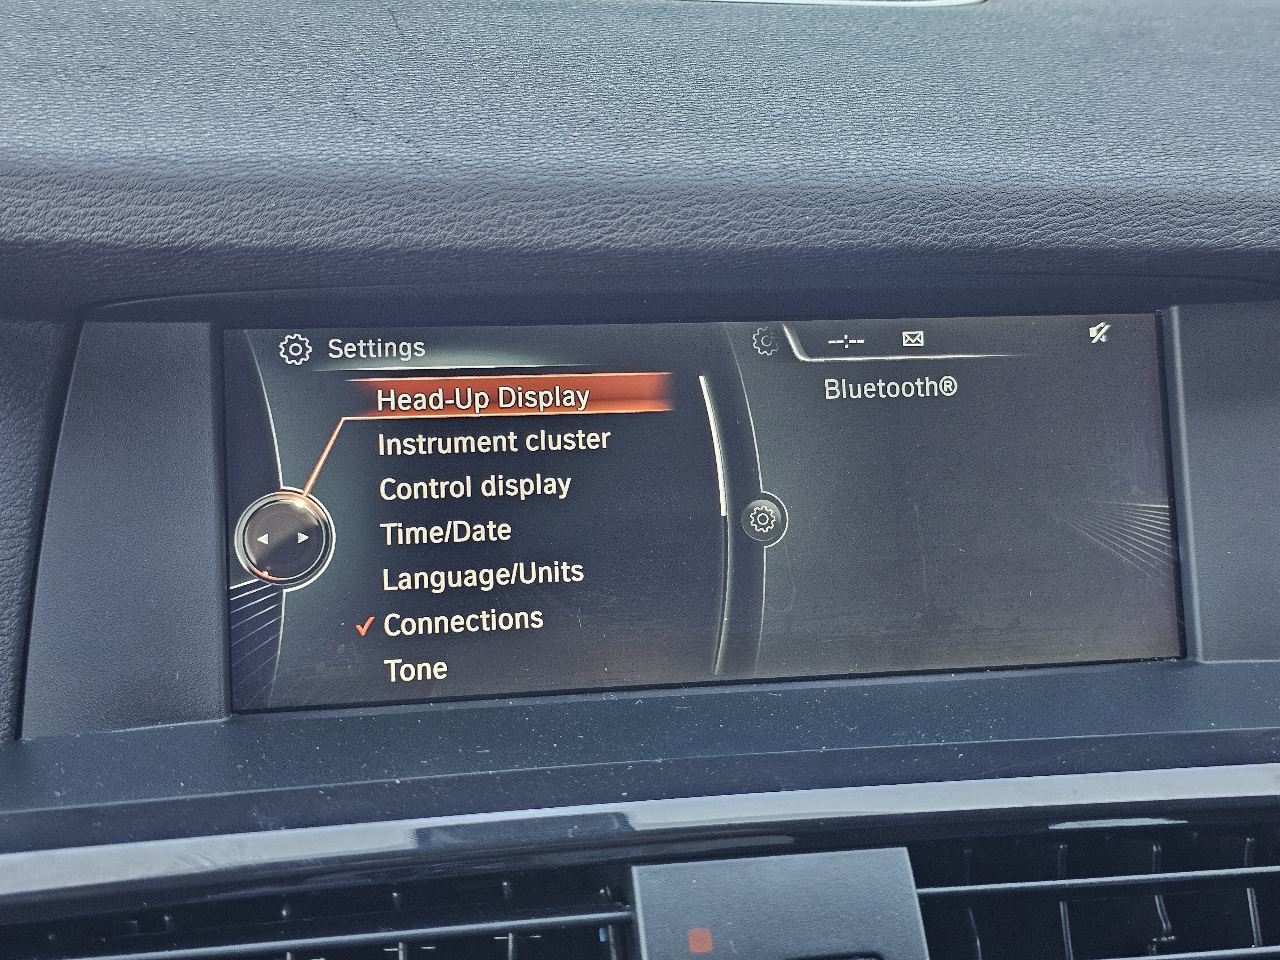 Settings
Head-Up Display
Instrument cluster
Control display
Time/Date
Language/Units
Connections
Tone
--:--
Bluetooth®